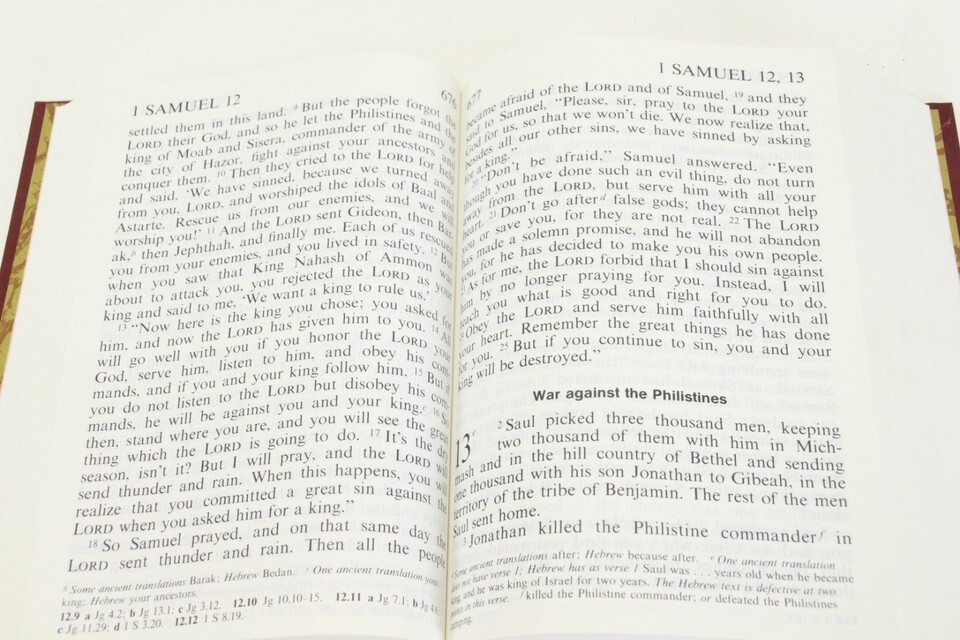 1 SAMUEL 12
676
settled them in this land. 9 But the people forgot the
LORD their God, and so he let the Philistines and the
king of Moab and Sisera, commander of the army of
the city of Hazor, fight against your ancestors and
conquer them. 10 Then they cried to the LORD for help
and said, ‘We have sinned, because we turned away
from you, LORD, and worshiped the idols of Baal and
Astarte. Rescue us from our enemies, and we will
worship you!’ 11 And the LORD sent Gideon, then Bar-
ak,b then Jephthah, and finally me. Each of us rescued
you from your enemies, and you lived in safety. 12 But
when you saw that King Nahash of Ammon was
about to attack you, you rejected the LORD as your
king and said to me, ‘We want a king to rule us.’
13 “Now here is the king you chose; you asked for
him, and now the LORD has given him to you. 14 All
will go well with you if you honor the LORD your
God, serve him, listen to him, and obey his com-
mands, and if you and your king follow him. 15 But if
you do not listen to the LORD but disobey his com-
mands, he will be against you and your king.c 16 So
then, stand where you are, and you will see the great
thing which the LORD is going to do. 17 It’s the dry
season, isn’t it? But I will pray, and the LORD will
send thunder and rain. When this happens, you will
realize that you committed a great sin against the
LORD when you asked him for a king.”
18 So Samuel prayed, and on that same day the
LORD sent thunder and rain. Then all the people
b Some ancient translations Barak; Hebrew Bedan. c One ancient translation your
king; Hebrew your ancestors.
12.9 a Jg 4.2; b Jg 13.1; c Jg 3.12. 12.10 Jg 10.10-15. 12.11 a Jg 7.1; b Jg 4.6;
c Jg 11.29; d 1 S 3.20. 12.12 1 S 8.19.
677
1 SAMUEL 12, 13
became afraid of the LORD and of Samuel, 19 and they
said to Samuel, “Please, sir, pray to the LORD your
God for us, so that we won’t die. We now realize that,
besides all our other sins, we have sinned by asking
for a king.”
20 “Don’t be afraid,” Samuel answered. “Even
though you have done such an evil thing, do not turn
away from the LORD, but serve him with all your
heart. 21 Don’t go after d false gods; they cannot help
you or save you, for they are not real. 22 The LORD
has made a solemn promise, and he will not abandon
you, for he has decided to make you his own people.
23 As for me, the LORD forbid that I should sin against
him by no longer praying for you. Instead, I will
teach you what is good and right for you to do.
24 Obey the LORD and serve him faithfully with all
your heart. Remember the great things he has done
for you. 25 But if you continue to sin, you and your
king will be destroyed.”
War against the Philistines
13 e 2 Saul picked three thousand men, keeping
two thousand of them with him in Mich-
mash and in the hill country of Bethel and sending
one thousand with his son Jonathan to Gibeah, in the
territory of the tribe of Benjamin. The rest of the men
Saul sent home.
3 Jonathan killed the Philistine commander f in
Some ancient translations after; Hebrew because after. e One ancient translation
does not have verse 1; Hebrew has as verse 1 Saul was . . . years old when he became
king, and he was king of Israel for two years. The Hebrew text is defective at two
points in this verse. f killed the Philistine commander; or defeated the Philistines
camping.